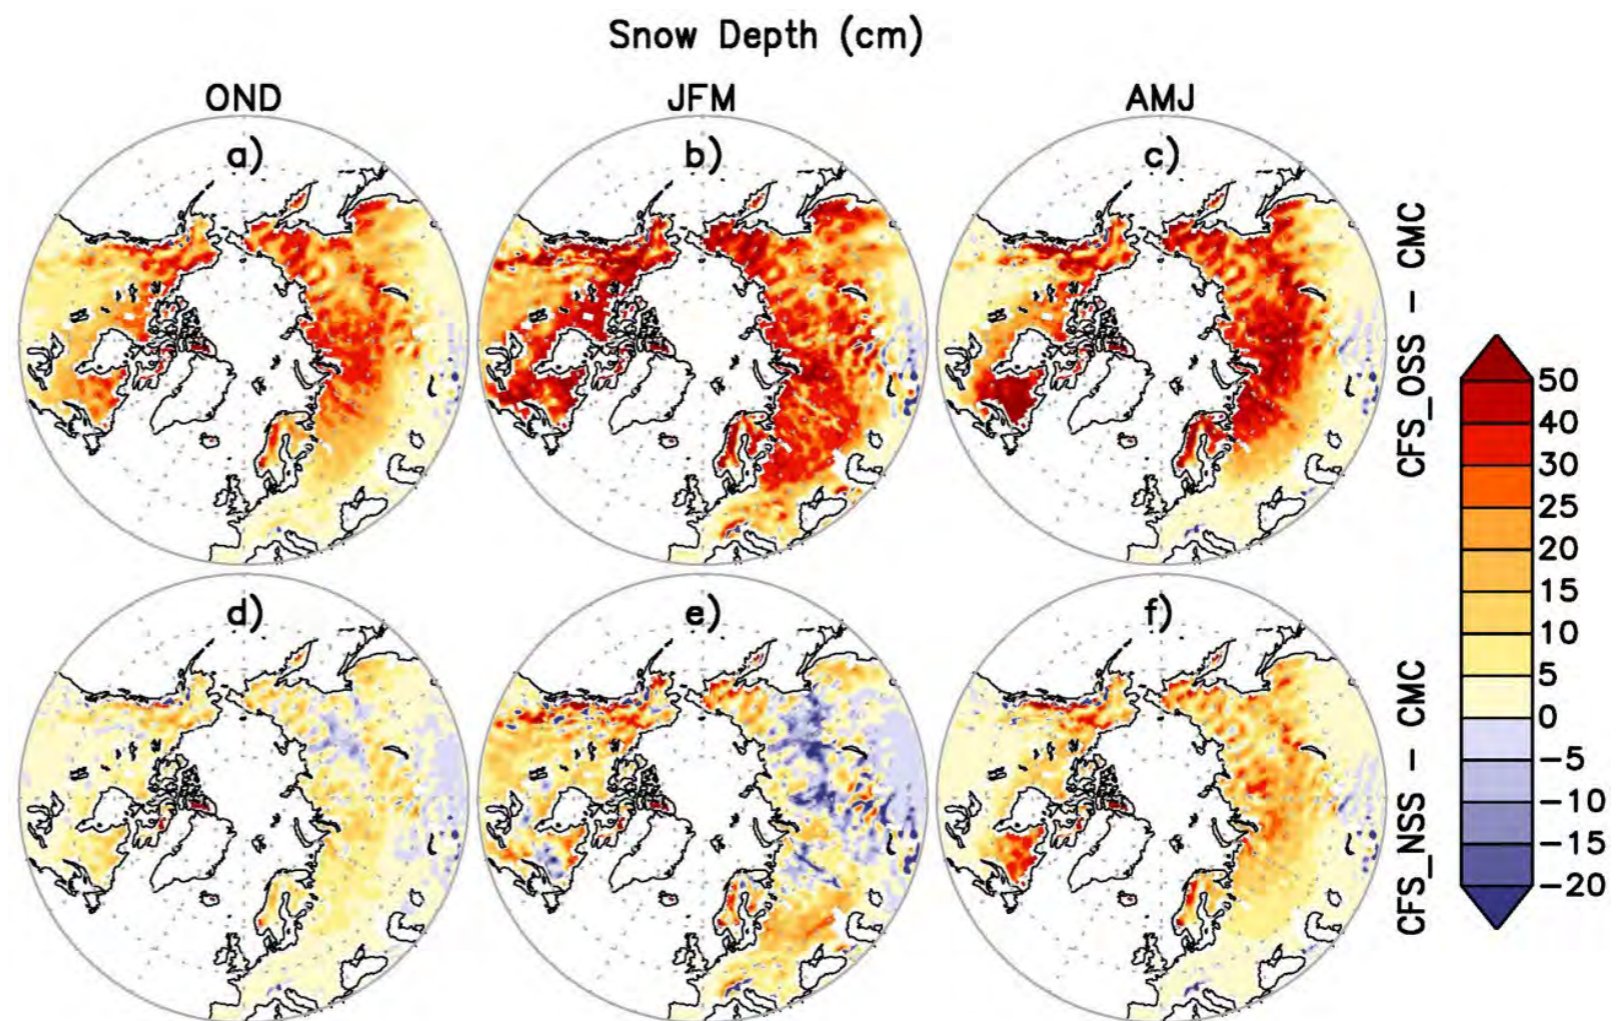 Snow Depth (cm)
OND JFM AMJ
a) b) c)
CFS_OSS - CMC
d) e) f)
CFS_NSS - CMC
50
40
30
25
20
15
10
5
0
-5
-10
-15
-20